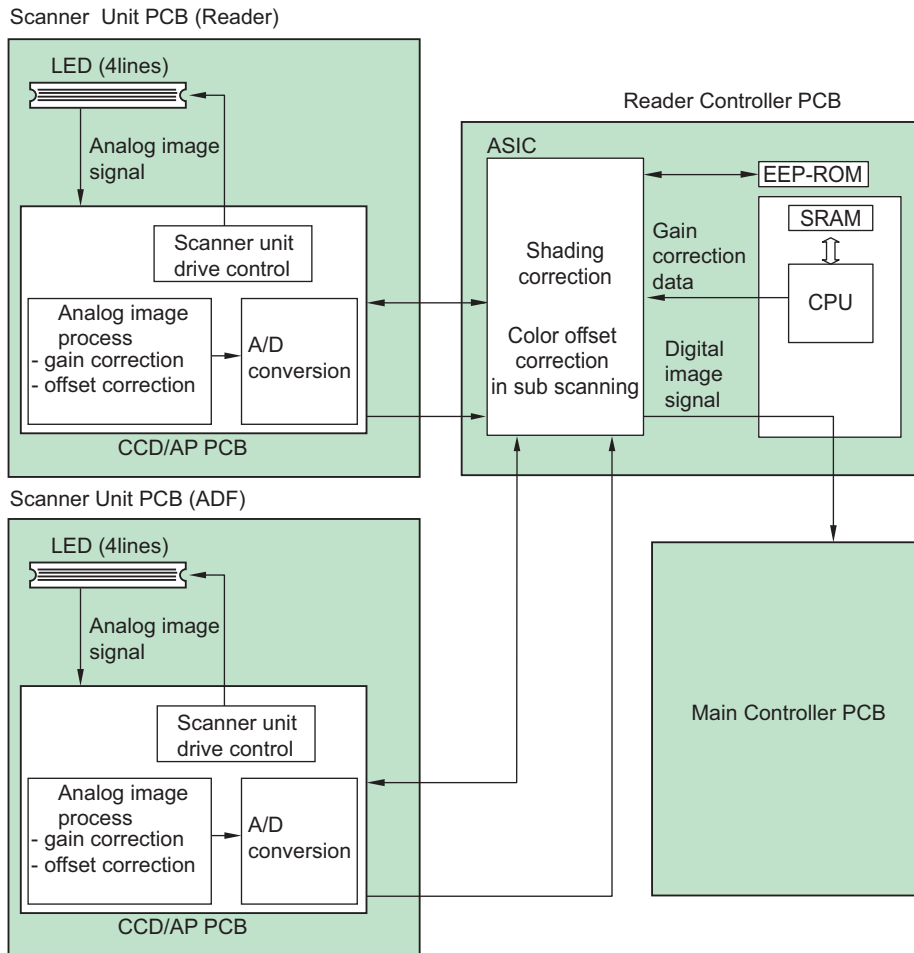 Scanner Unit PCB (Reader)
LED (4lines)
Analog image
signal
Scanner unit
drive control
Analog image
process
- gain correction
- offset correction
A/D
conversion
CCD/AP PCB
Reader Controller PCB
ASIC
EEP-ROM
SRAM
CPU
Shading
correction
Color offset
correction
in sub scanning
Gain
correction
data
Digital
image
signal
Scanner Unit PCB (ADF)
LED (4lines)
Analog image
signal
Scanner unit
drive control
Analog image
process
- gain correction
- offset correction
A/D
conversion
CCD/AP PCB
Main Controller PCB